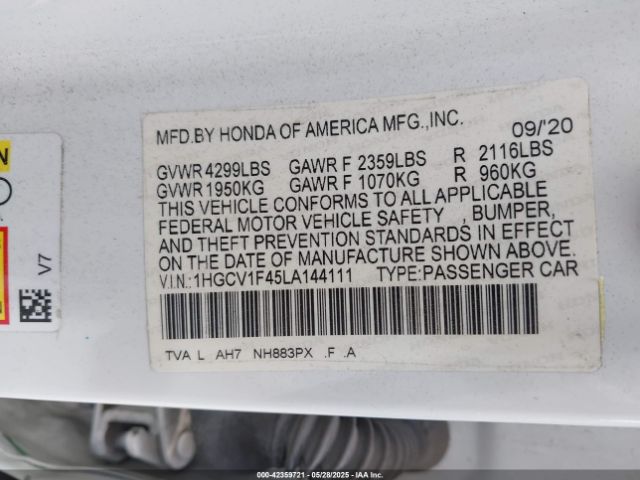 MFD.BY HONDA OF AMERICA MFG.,INC. 09/'20
GVWR 4299LBS GAWR F 2359LBS R 2116LBS
GVWR 1950KG GAWR F 1070KG R 960KG
THIS VEHICLE CONFORMS TO ALL APPLICABLE
FEDERAL MOTOR VEHICLE SAFETY , BUMPER,
AND THEFT PREVENTION STANDARDS IN EFFECT
ON THE DATE OF MANUFACTURE SHOWN ABOVE.
V.I.N.:1HGCV1F45LA144111 TYPE:PASSENGER CAR
TVA L AH7 NH883PX .F .A
V7
000-42359721 - 05/28/2025 - IAA Inc.